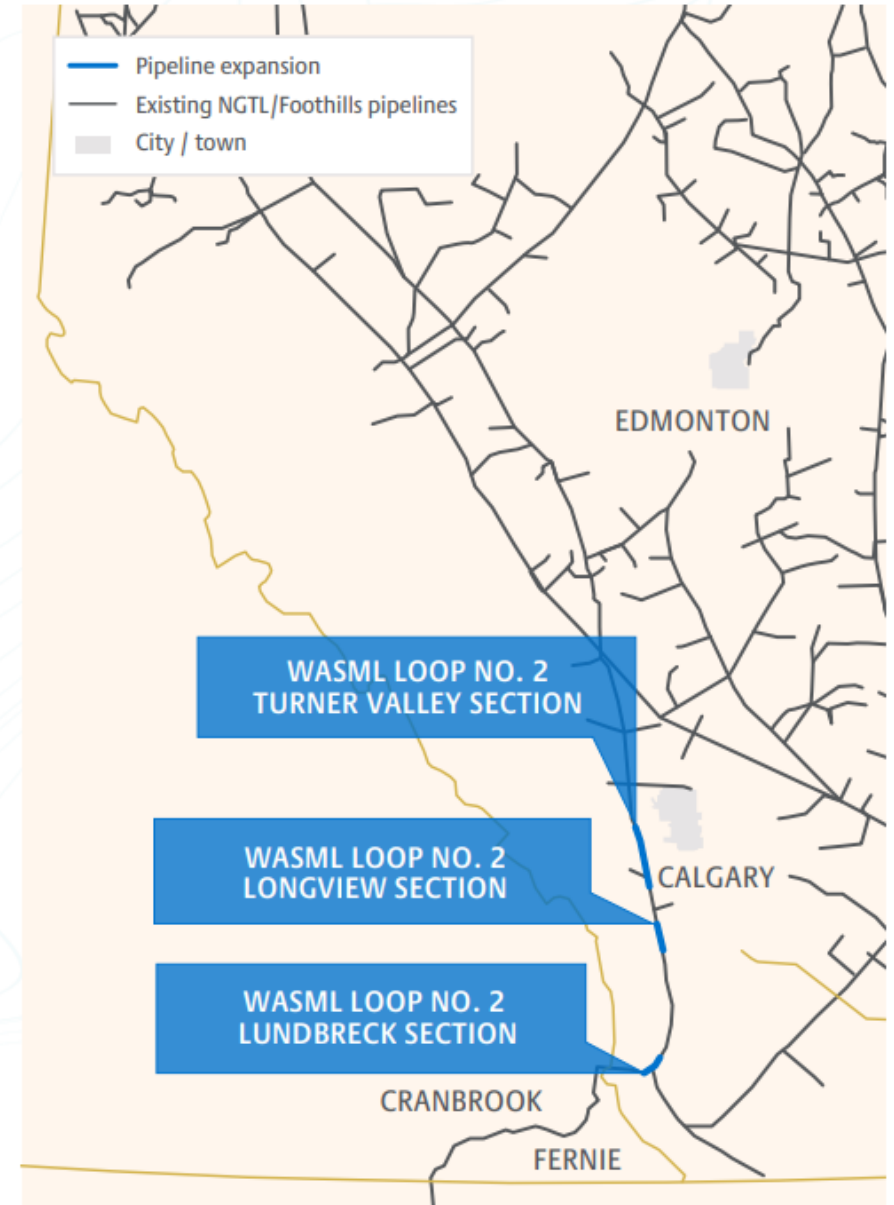 Pipeline expansion
Existing NGTL/Foothills pipelines
City / town
EDMONTON
WASML LOOP NO. 2
TURNER VALLEY SECTION
WASML LOOP NO. 2
LONGVIEW SECTION
CALGARY
WASML LOOP NO. 2
LUNDBRECK SECTION
CRANBROOK
FERNIE